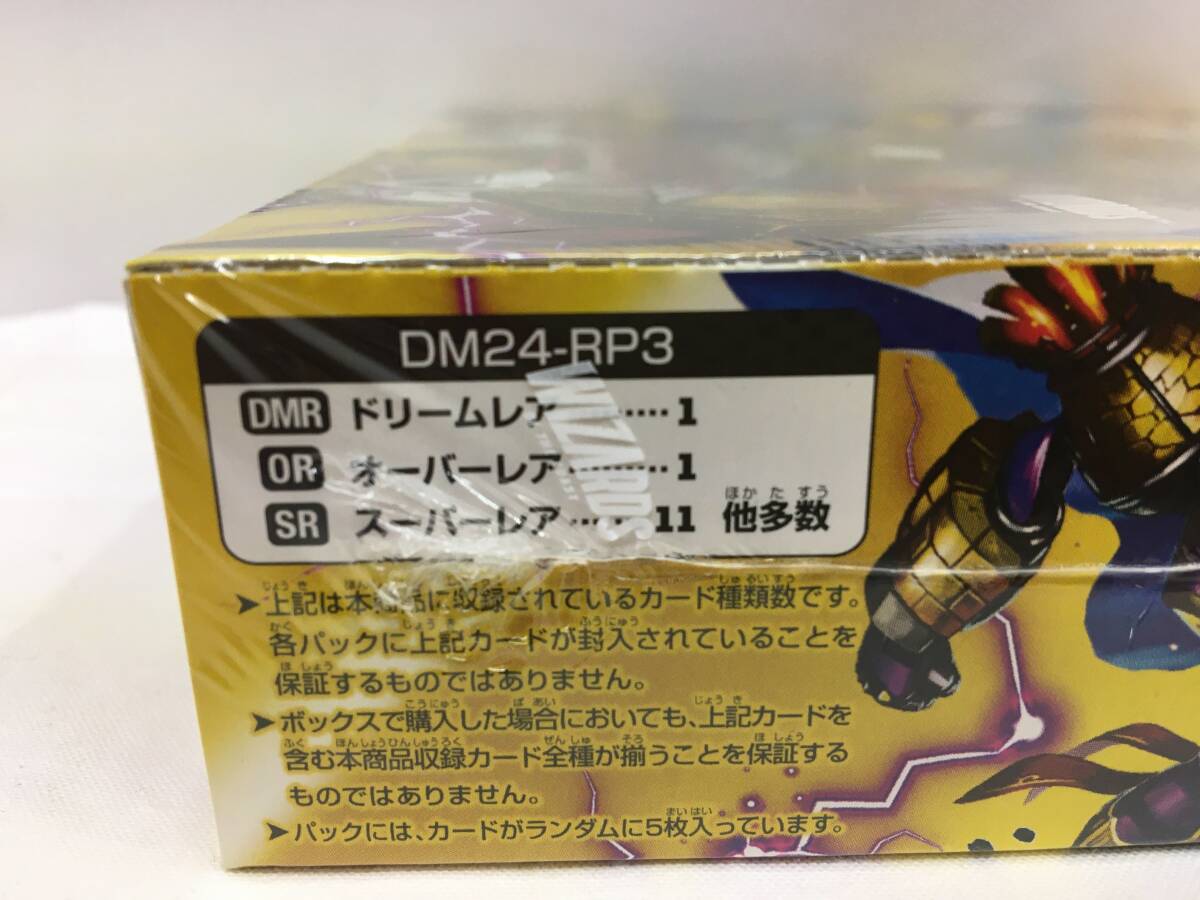 DM24-RP3
DMR ドリームレア………1
OR オーバーレア………1
SR スーパーレア………11 他多数
WIZARDS
➤上記は本商品に収録されているカード種類数です。
各パックに上記カードが封入されていることを
保証するものではありません。
➤ボックスで購入した場合においても、上記カードを
含む本商品収録カード全種が揃うことを保証する
ものではありません。
➤パックには、カードがランダムに5枚入っています。